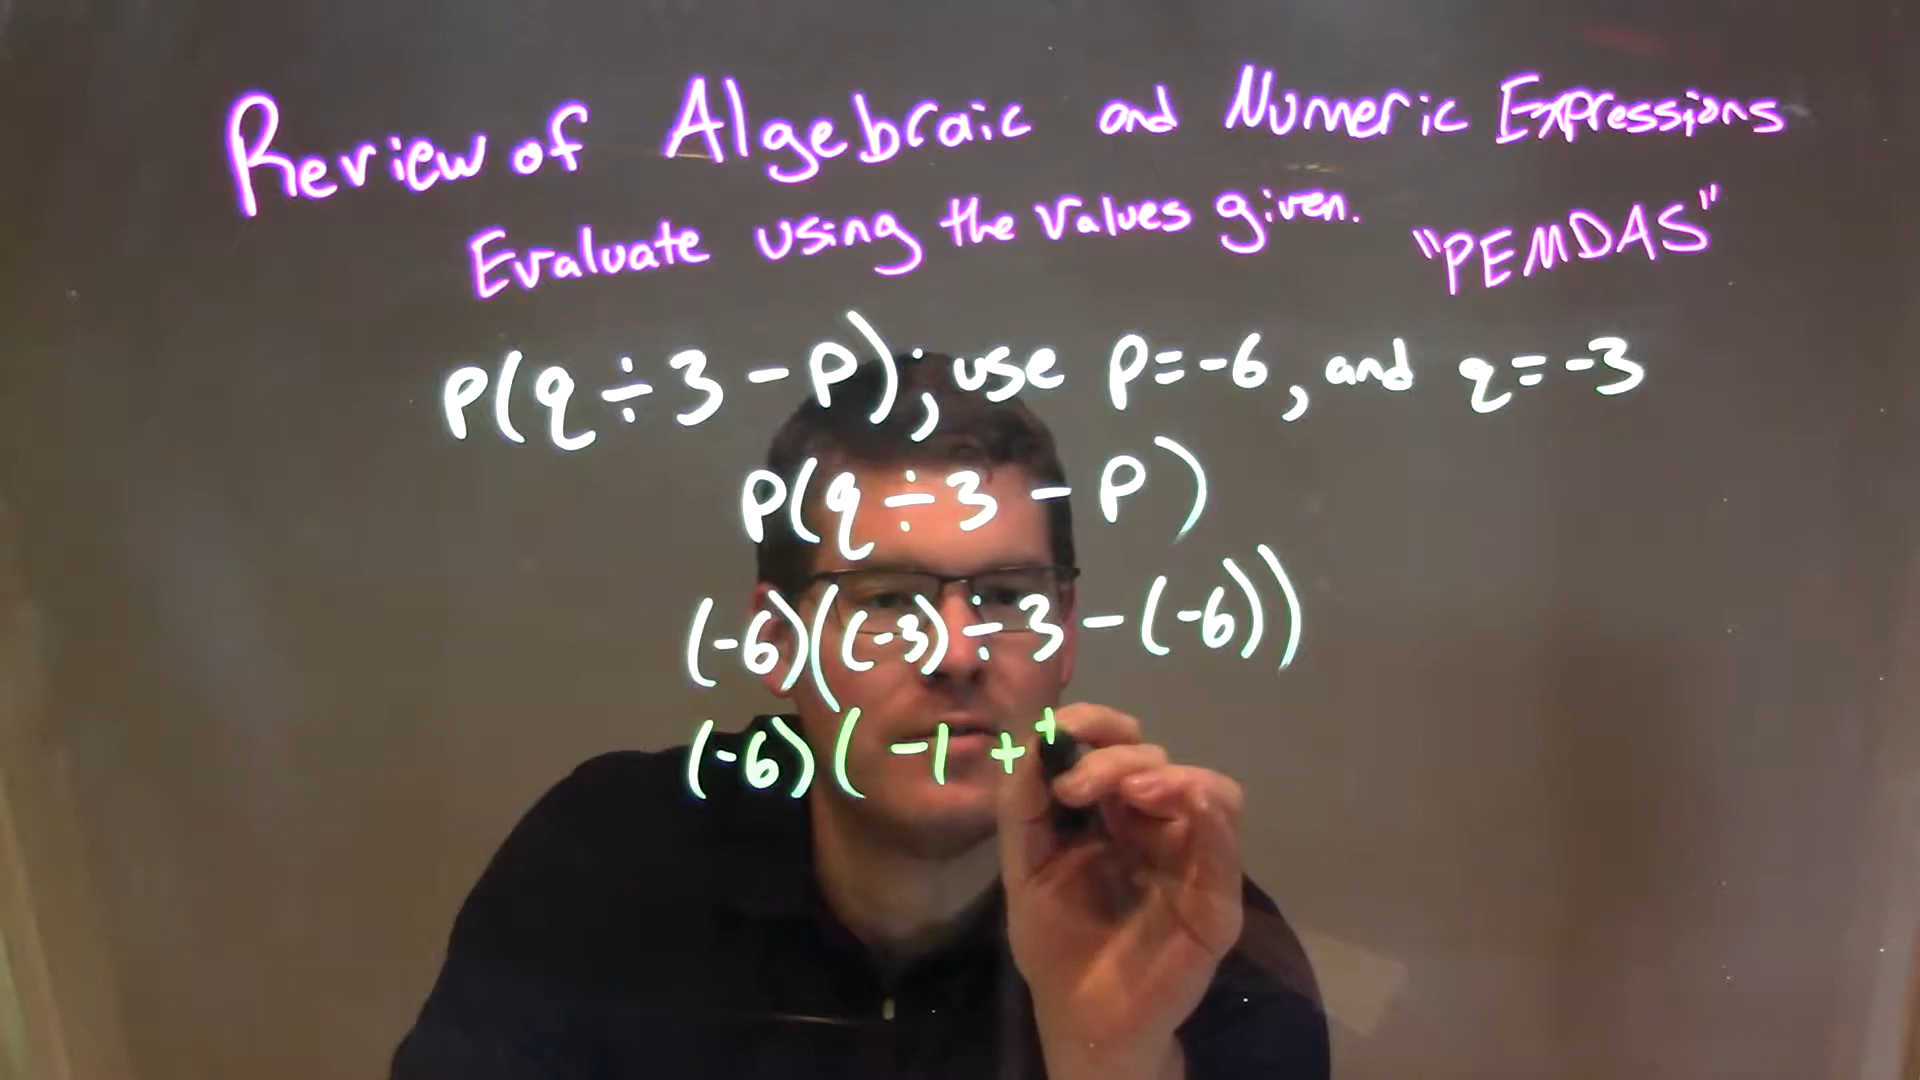 Review of Algebraic and Numeric Expressions
Evaluate using the values given. "PEMDAS"
P(q÷3-P); use p=-6, and q=-3
P(q÷3-P)
(-6)((-3)÷3-(-6))
(-6)(-1++